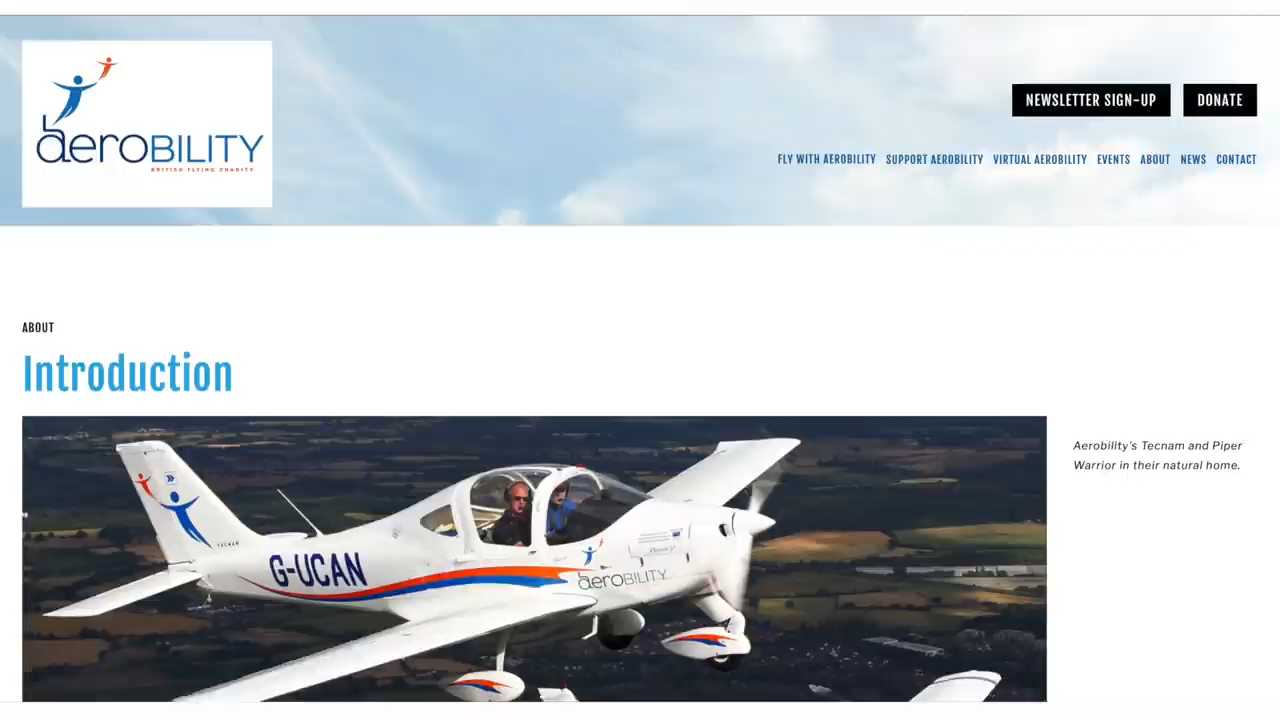 aeroBILITY
BRITISH FLYING CHARITY
NEWSLETTER SIGN-UP
DONATE
FLY WITH AEROBILITY
SUPPORT AEROBILITY
VIRTUAL AEROBILITY
EVENTS
ABOUT
NEWS
CONTACT
ABOUT
Introduction
Aerobility's Tecnam and Piper
Warrior in their natural home.
TECNAM
G-UCAN
aeroBILITY